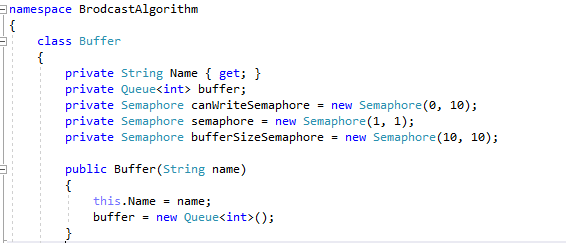 namespace BrodcastAlgorithm
{
    class Buffer
    {
        private String Name { get; }
        private Queue<int> buffer;
        private Semaphore canWriteSemaphore = new Semaphore(0, 10);
        private Semaphore semaphore = new Semaphore(1, 1);
        private Semaphore bufferSizeSemaphore = new Semaphore(10, 10);

        public Buffer(String name)
        {
            this.Name = name;
            buffer = new Queue<int>();
        }